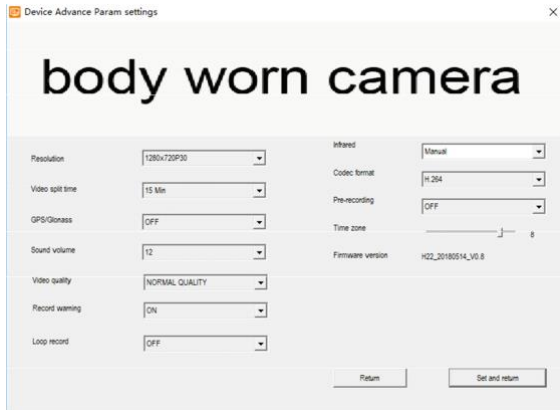 Device Advance Param settings
body worn camera
Resolution 1280x720P30
Video split time 15 Min
GPS/Glonass OFF
Sound volume 12
Video quality NORMAL QUALITY
Record warning ON
Loop record OFF
Infrared Manual
Codec format H.264
Pre-recording OFF
Time zone 8
Firmware version H22_20180514_V0.8
Return Set and return